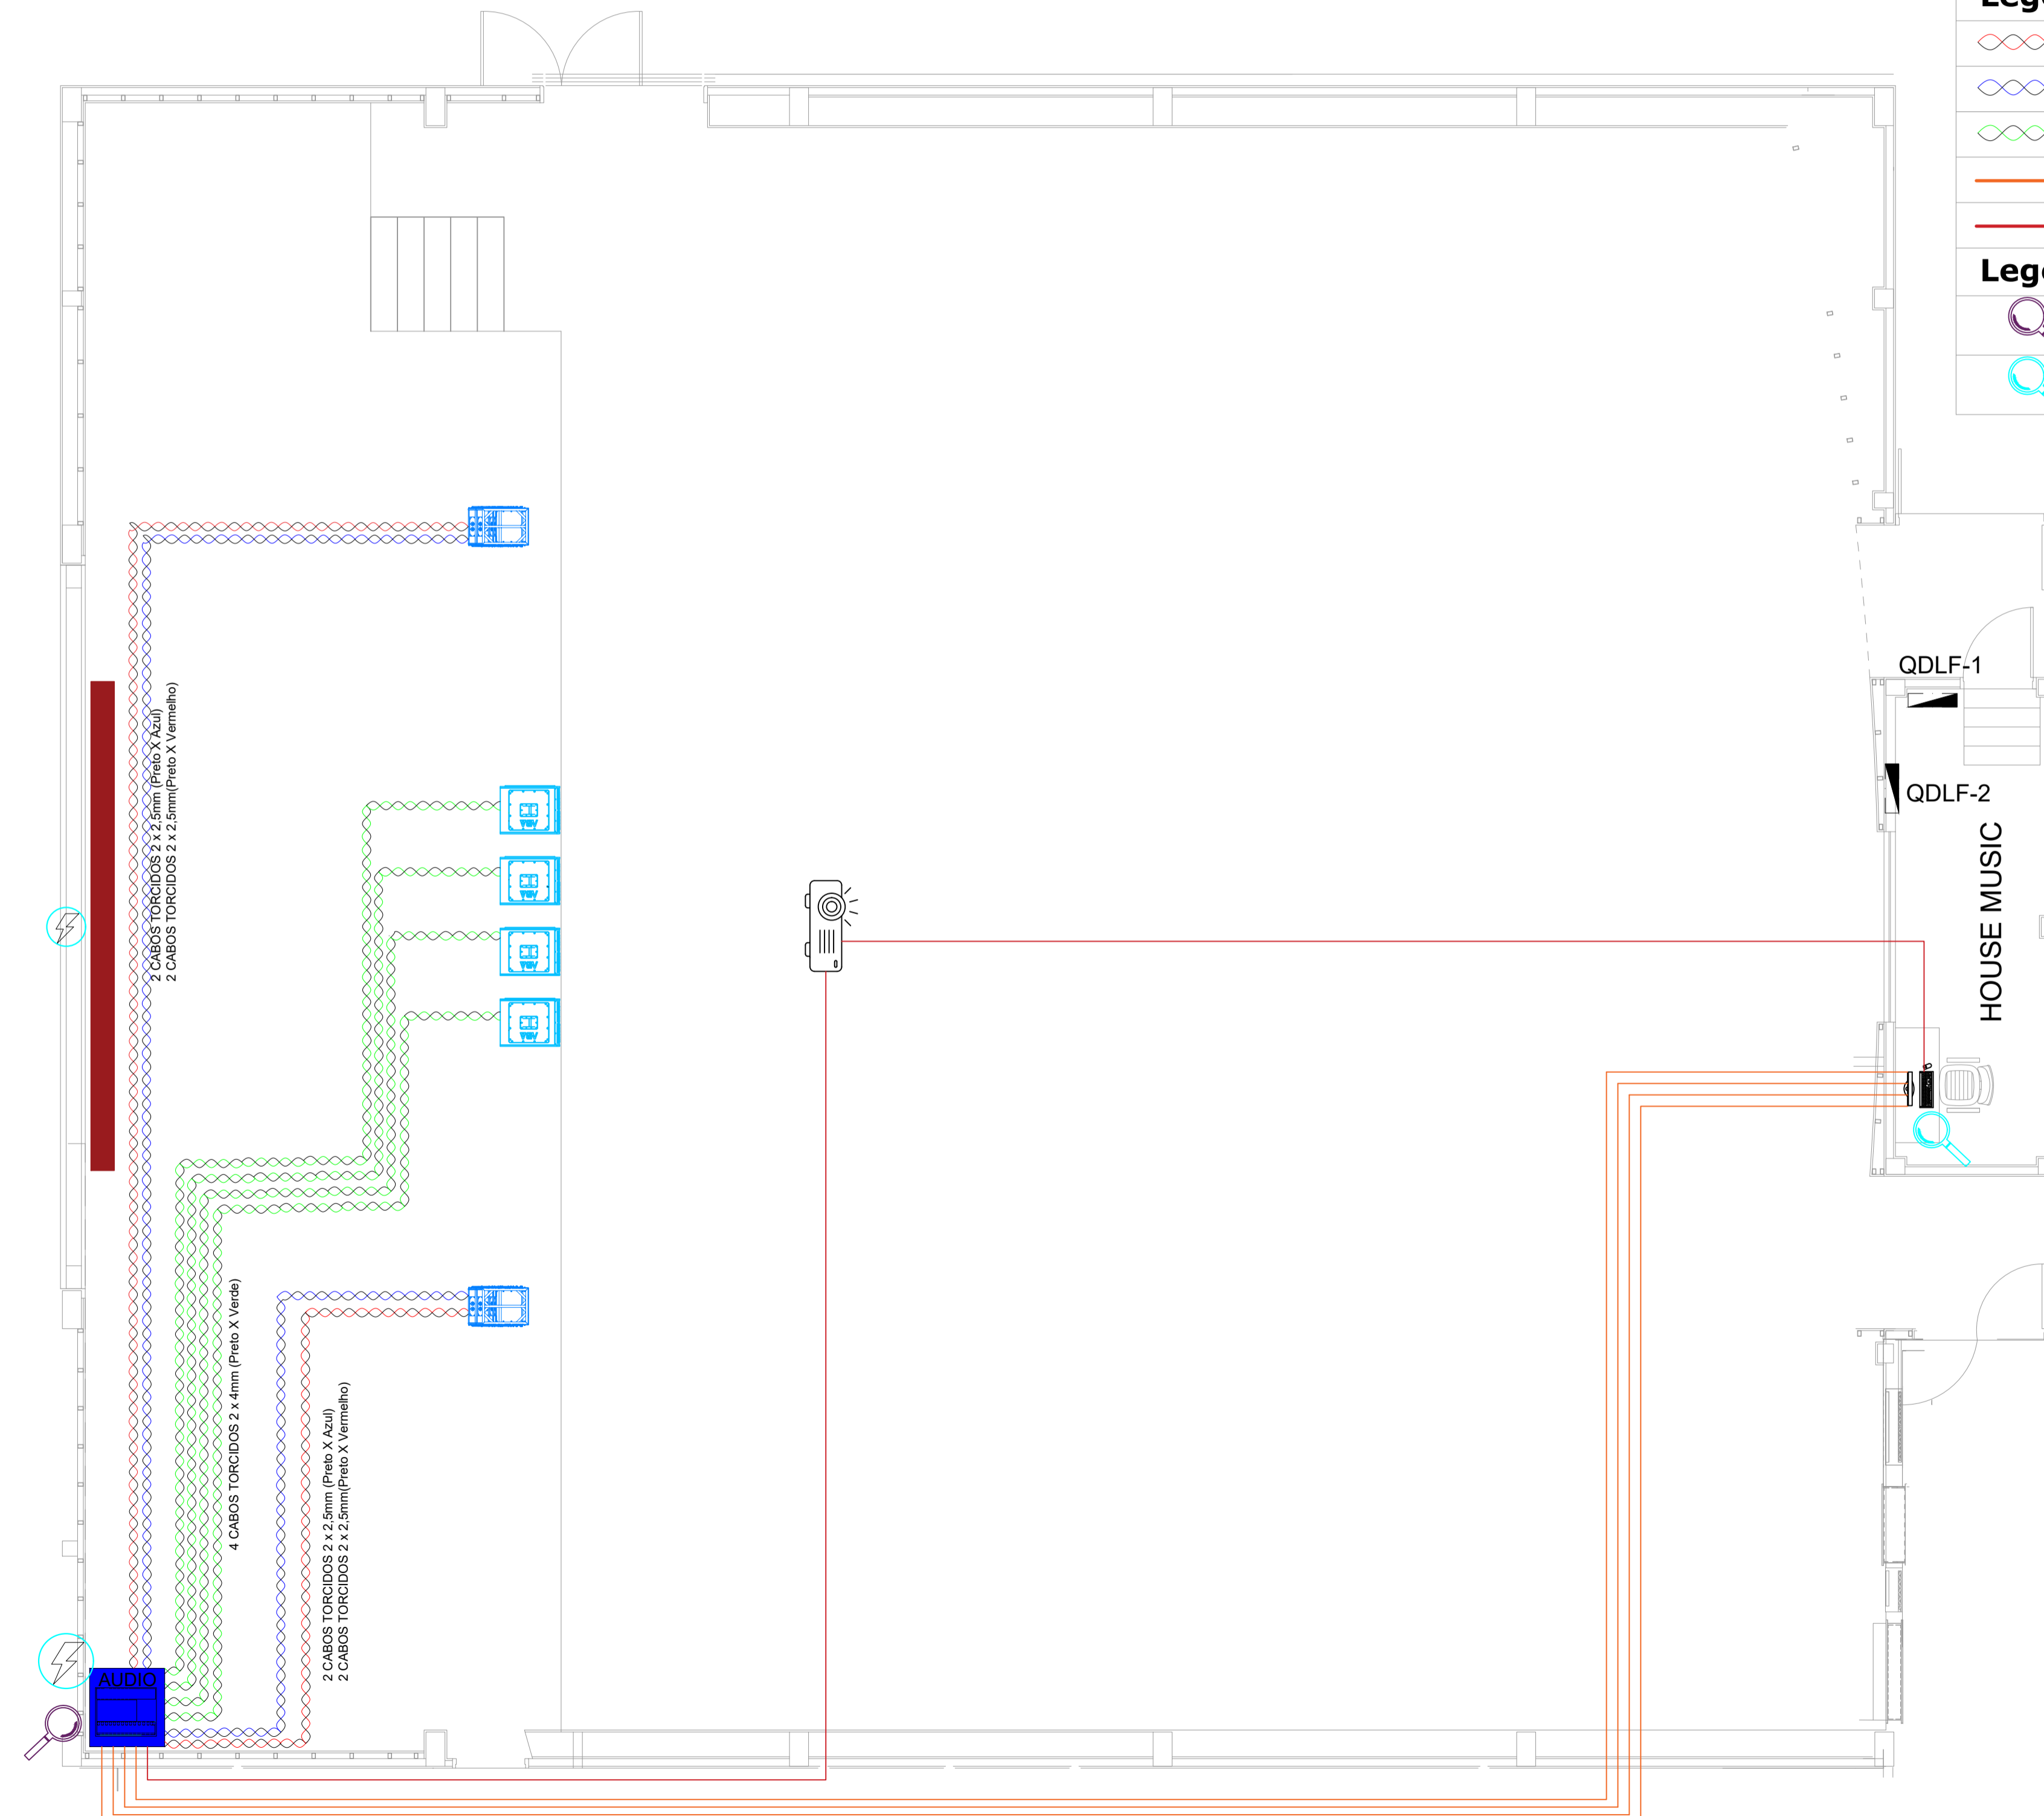 QDLF-1
2 CABOS TORCIDOS 2 x 2,5mm (Preto X Azul)
2 CABOS TORCIDOS 2 x 2,5mm(Preto X Vermelho)
QDLF-2
HOUSE MUSIC
4 CABOS TORCIDOS 2 x 4mm (Preto X Verde)
2 CABOS TORCIDOS 2 x 2,5mm (Preto X Azul)
2 CABOS TORCIDOS 2 x 2,5mm(Preto X Vermelho)
AUDIO